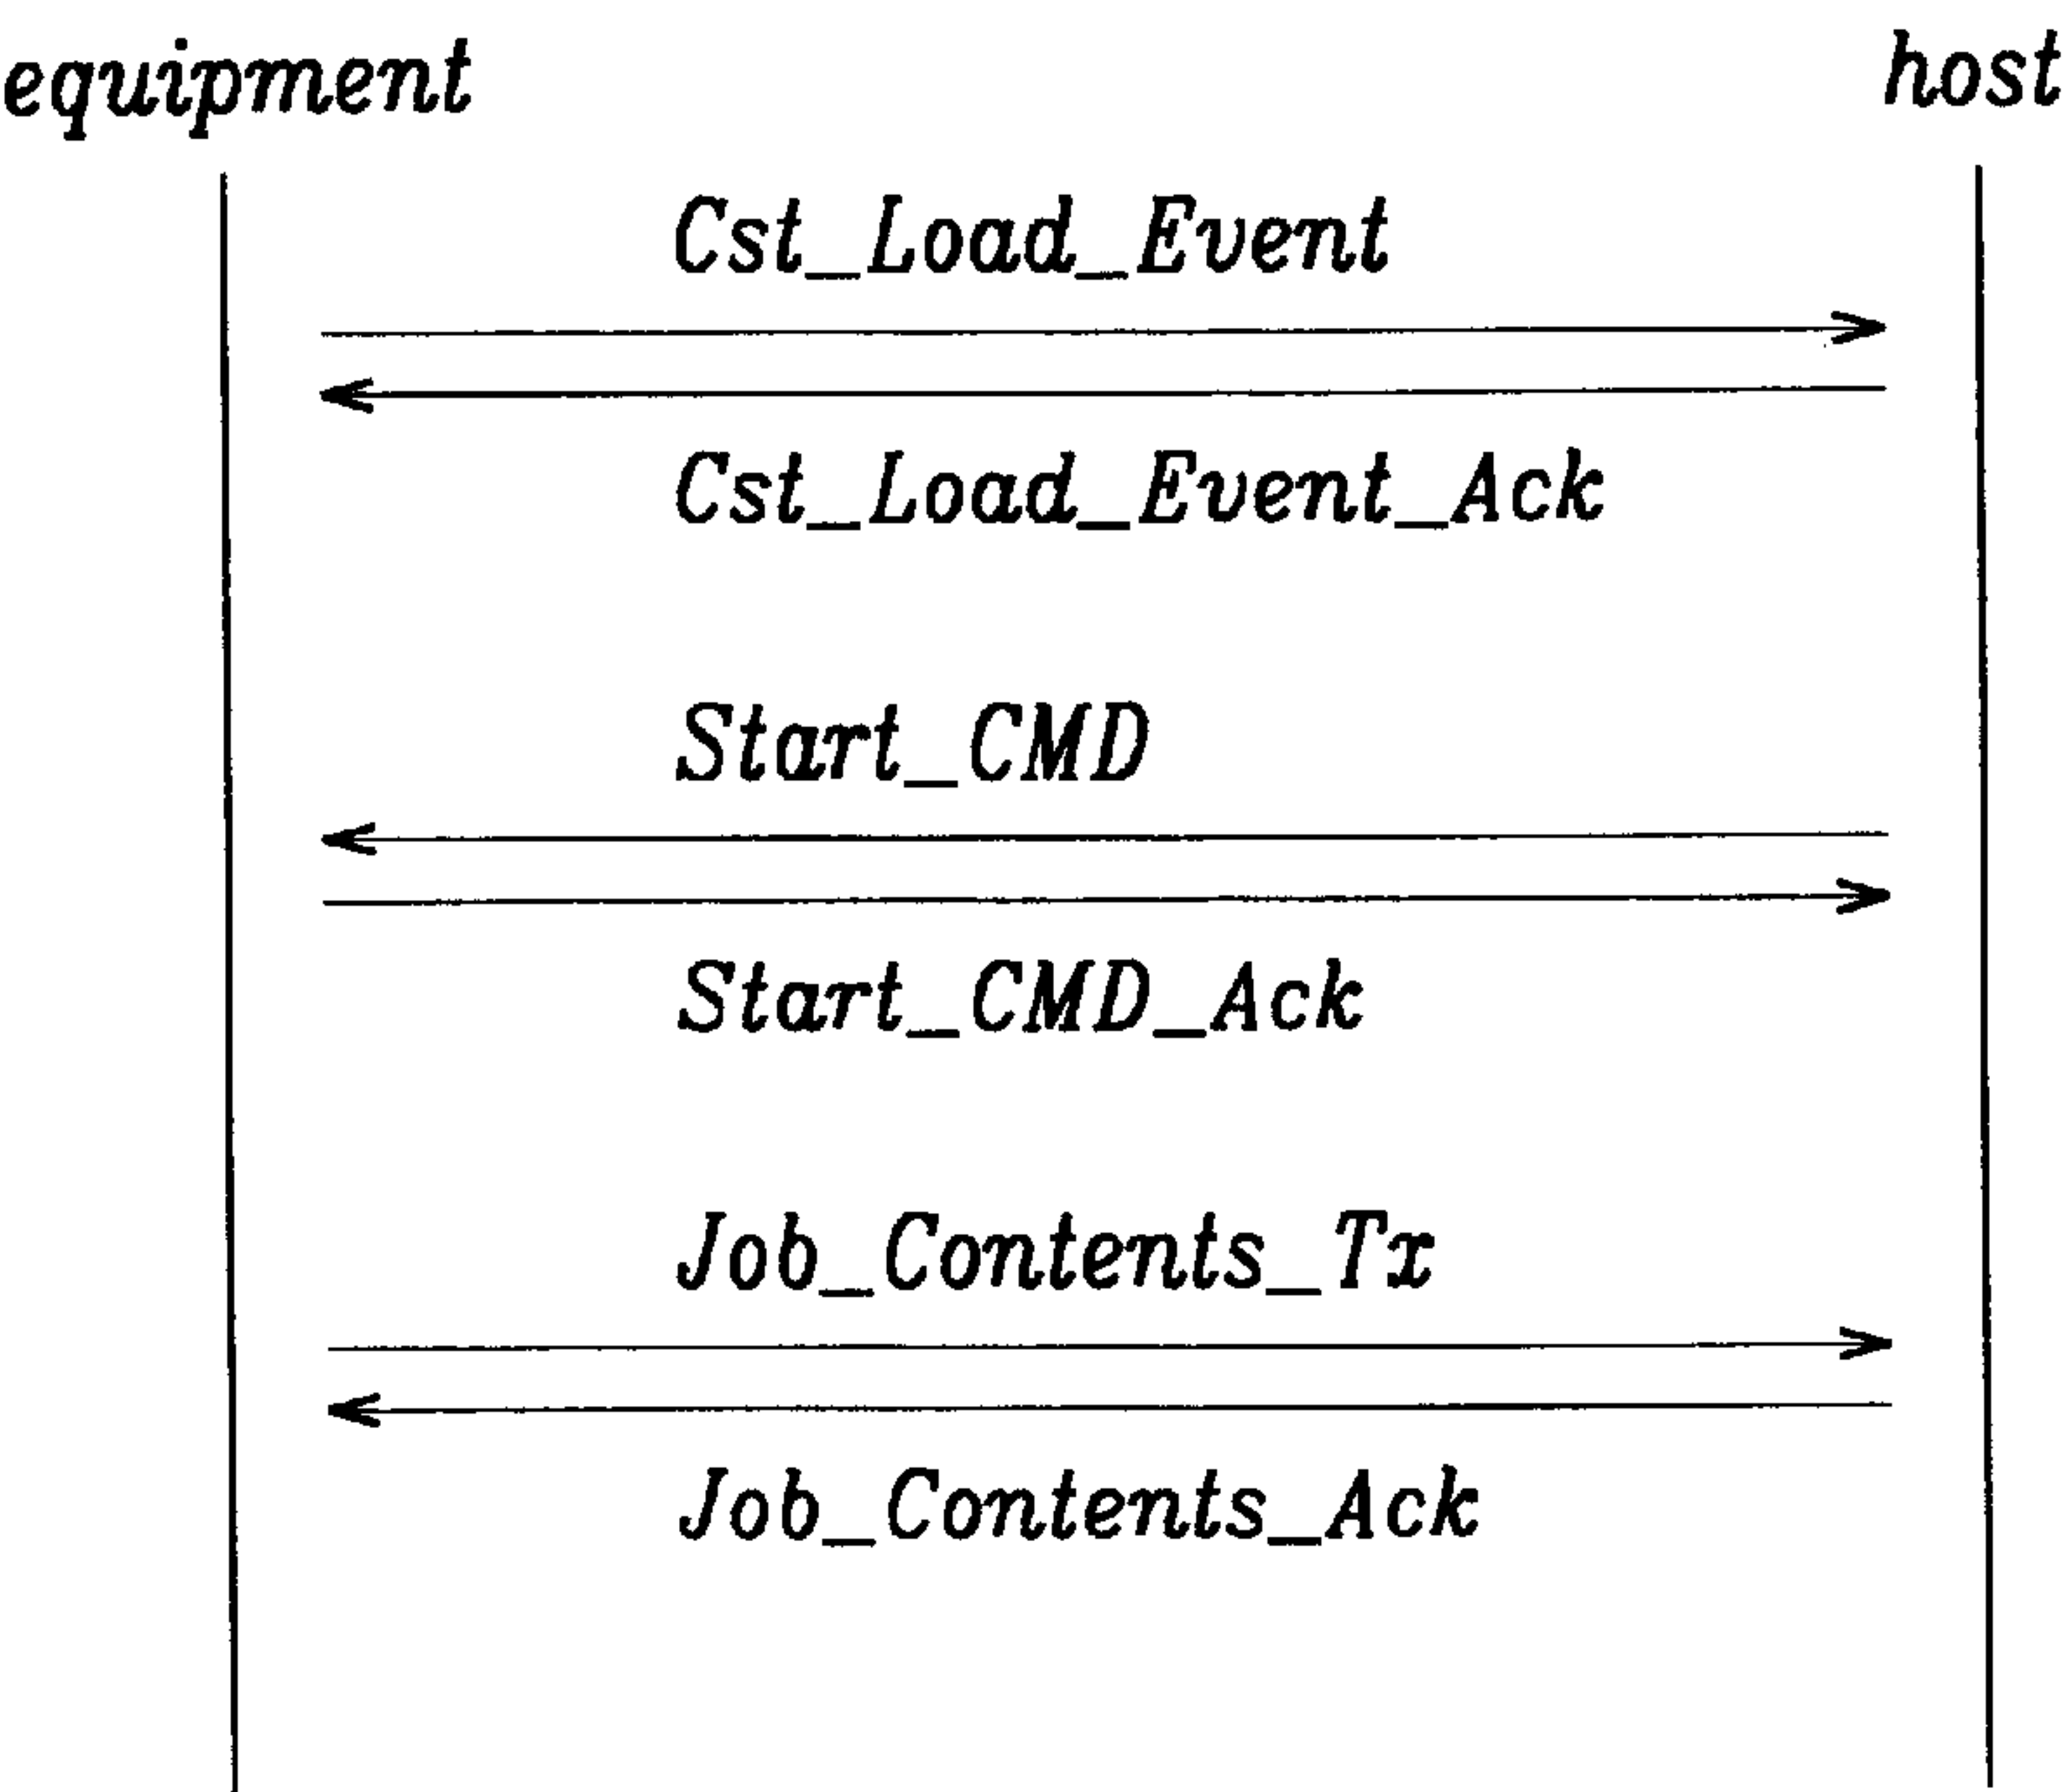 equipment host
Cst_Load_Event
Cst_Load_Event_Ack
Start_CMD
Start_CMD_Ack
Job_Contents_Tx
Job_Contents_Ack